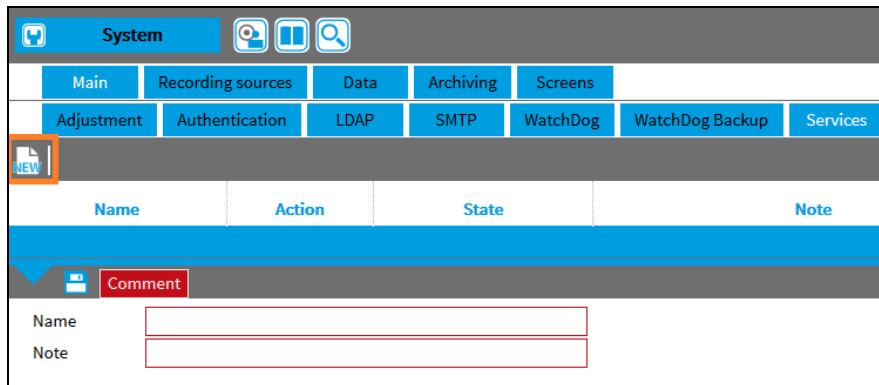 System
Main Recording sources Data Archiving Screens
Adjustment Authentication LDAP SMTP WatchDog WatchDog Backup Services
NEW
Name Action State Note
Comment
Name
Note